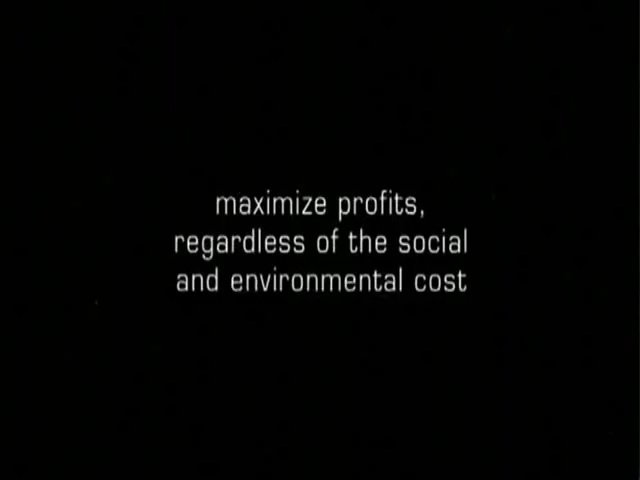 maximize profits,
regardless of the social
and environmental cost